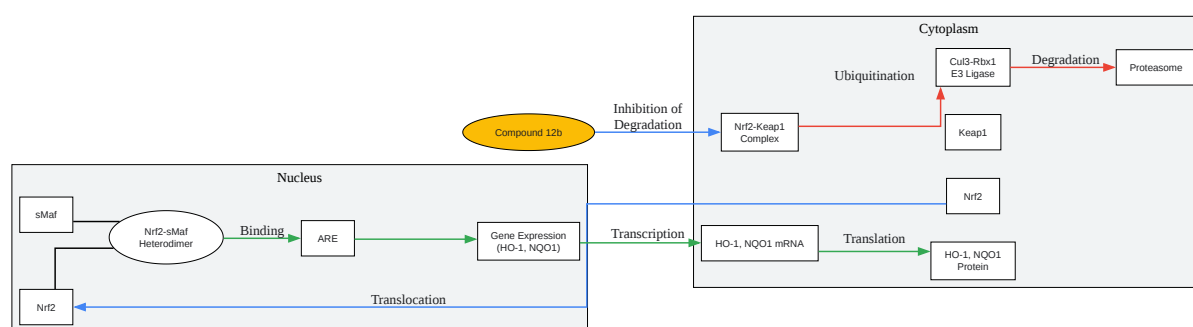 Cytoplasm
Cul3-Rbx1
E3 Ligase
Degradation
Proteasome
Ubiquitination
Inhibition of
Degradation
Compound 12b
Nrf2-Keap1
Complex
Keap1
Nucleus
sMaf
Nrf2
Nrf2-sMaf
Heterodimer
Binding
ARE
Gene Expression
(HO-1, NQO1)
Transcription
HO-1, NQO1 mRNA
Translation
HO-1, NQO1
Protein
Nrf2
Translocation